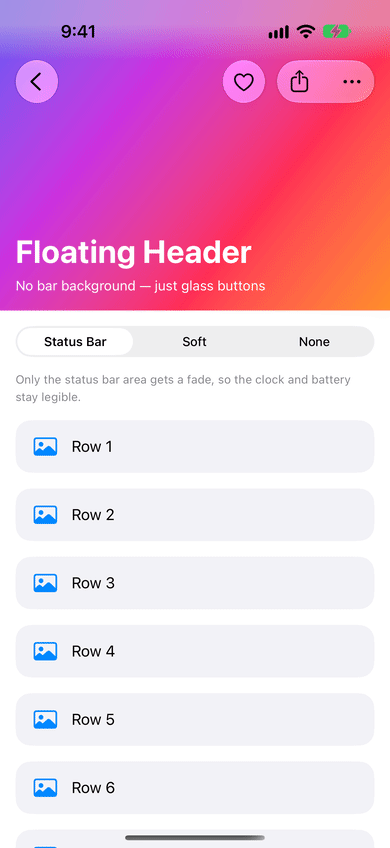 9:41
Floating Header
No bar background — just glass buttons
Status Bar
Soft
None
Only the status bar area gets a fade, so the clock and battery
stay legible.
Row 1
Row 2
Row 3
Row 4
Row 5
Row 6